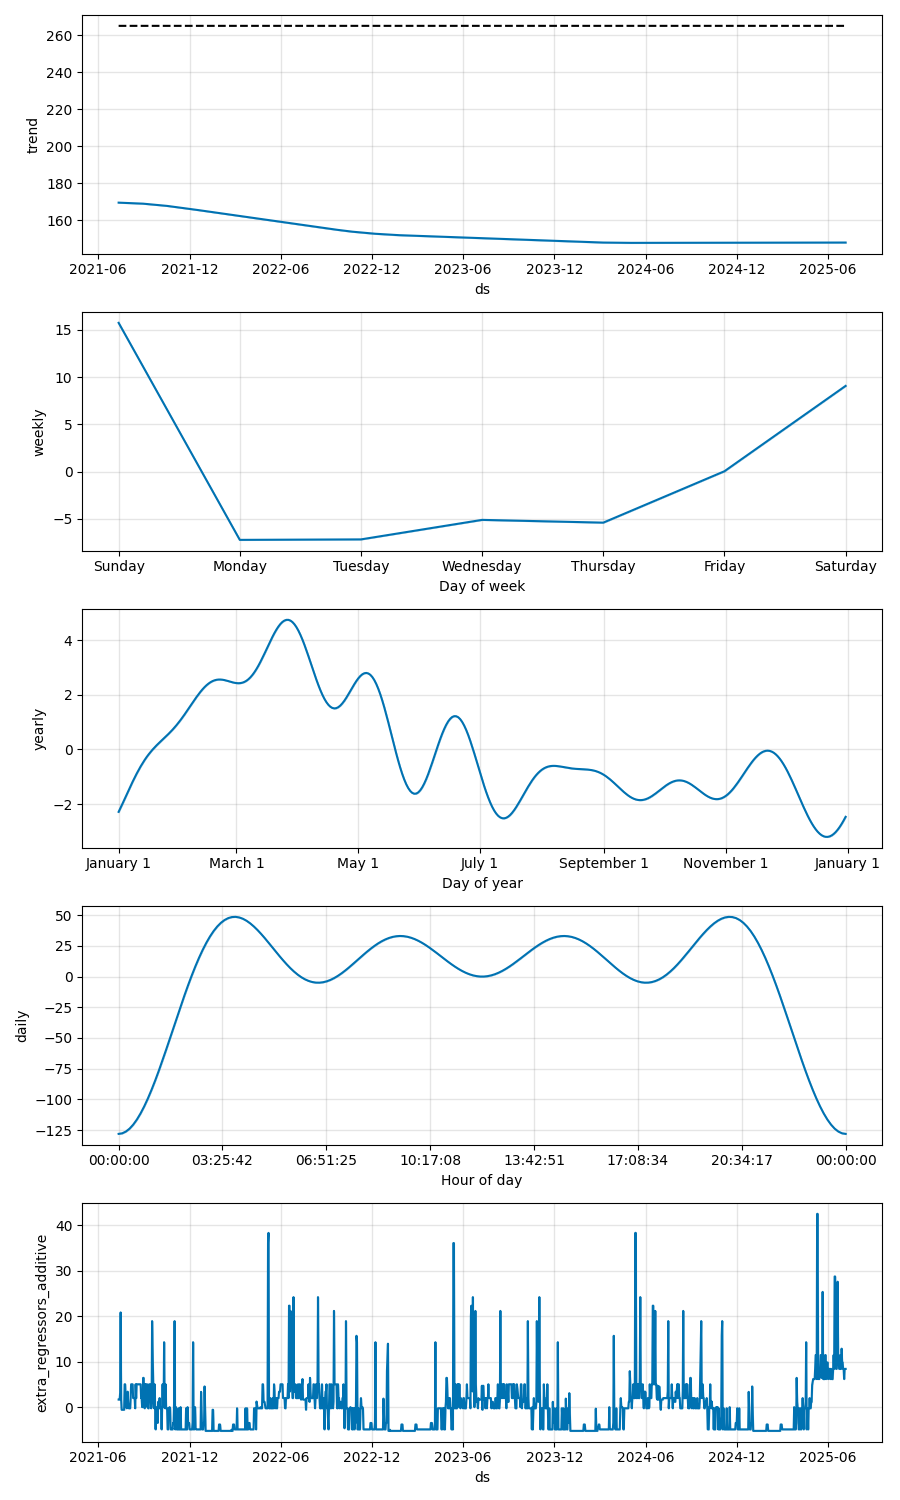 260
240
220
200
180
160
trend
2021-06 2021-12 2022-06 2022-12 2023-06 2023-12 2024-06 2024-12 2025-06
ds
15
10
5
0
−5
weekly
Sunday Monday Tuesday Wednesday Thursday Friday Saturday
Day of week
4
2
0
−2
yearly
January 1 March 1 May 1 July 1 September 1 November 1 January 1
Day of year
50
25
0
−25
−50
−75
−100
−125
daily
00:00:00 03:25:42 06:51:25 10:17:08 13:42:51 17:08:34 20:34:17 00:00:00
Hour of day
40
30
20
10
0
extra_regressors_additive
2021-06 2021-12 2022-06 2022-12 2023-06 2023-12 2024-06 2024-12 2025-06
ds